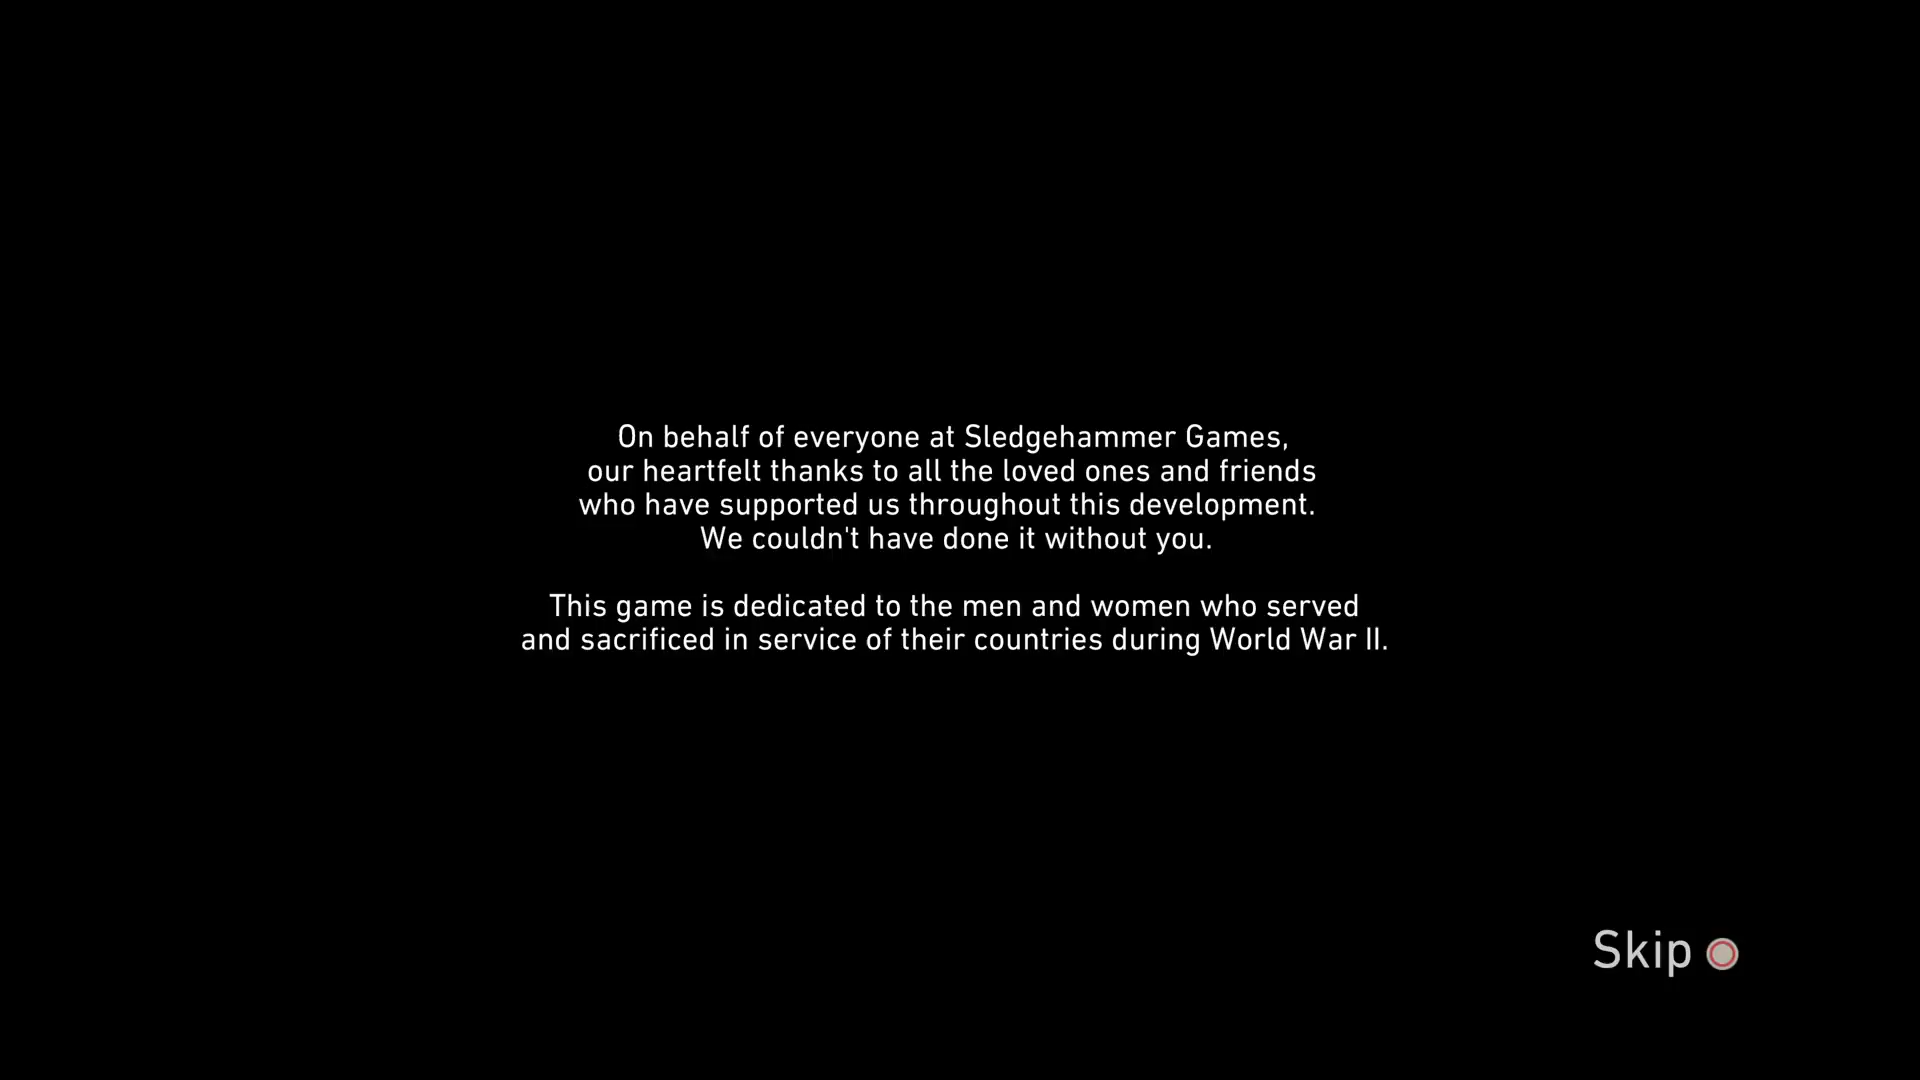 On behalf of everyone at Sledgehammer Games,
our heartfelt thanks to all the loved ones and friends
who have supported us throughout this development.
We couldn't have done it without you.
This game is dedicated to the men and women who served
and sacrificed in service of their countries during World War II.
Skip